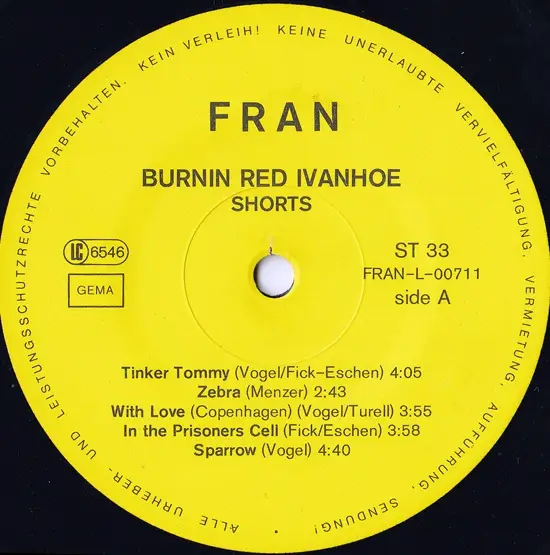 ALLE URHEBER- UND LEISTUNGSSCHUTZRECHTE VORBEHALTEN. KEIN VERLEIH! KEINE UNERLAUBTE VERVIELFÄLTIGUNG, VERMIETUNG, AUFFÜHRUNG, SENDUNG!
FRAN
BURNIN RED IVANHOE
SHORTS
LC 6546
GEMA
ST 33
FRAN-L-00711
side A
Tinker Tommy (Vogel/Fick-Eschen) 4:05
Zebra (Menzer) 2:43
With Love (Copenhagen) (Vogel/Turell) 3:55
In the Prisoners Cell (Fick/Eschen) 3:58
Sparrow (Vogel) 4:40